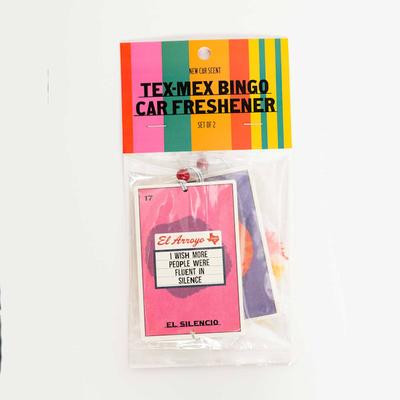 NEW CAR SCENT
TEX-MEX BINGO
CAR FRESHENER
SET OF 2
17
El Arroyo
I WISH MORE
PEOPLE WERE
FLUENT IN
SILENCE
EL SILENCIO